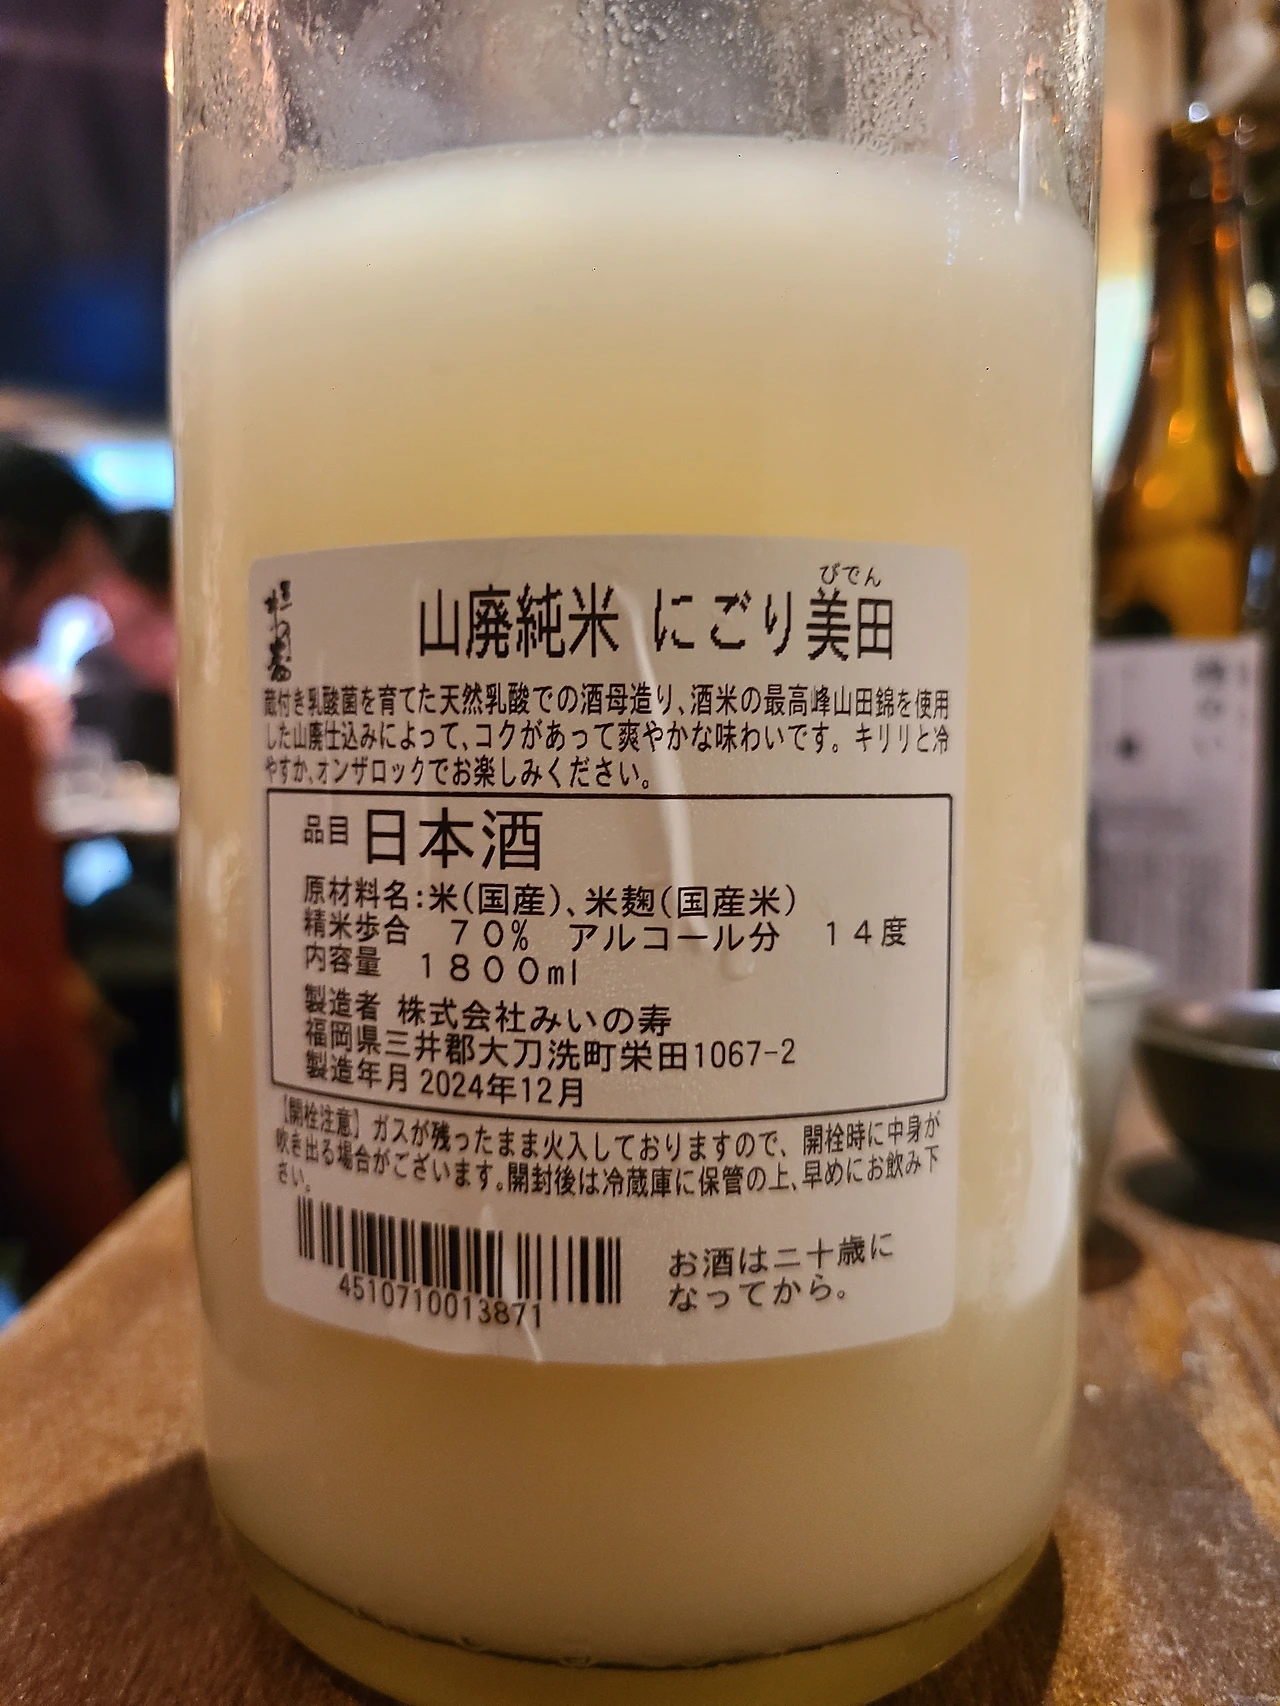 びでん
山廃純米 にごり美田
蔵付き乳酸菌を育てた天然乳酸での酒母造り、酒米の最高峰山田錦を使用
した山廃仕込みによって、コクがあって爽やかな味わいです。キリリと冷
やすか、オンザロックでお楽しみください。
品目 日本酒
原材料名:米(国産)、米麹(国産米)
精米歩合 70% アルコール分 14度
内容量 1800ml
製造者 株式会社みいの寿
福岡県三井郡大刀洗町栄田1067-2
製造年月 2024年12月
【開栓注意】ガスが残ったまま火入しておりますので、開栓時に中身が
吹き出る場合がございます。開封後は冷蔵庫に保管の上、早めにお飲み下
さい。
4510710013871
お酒は二十歳に
なってから。